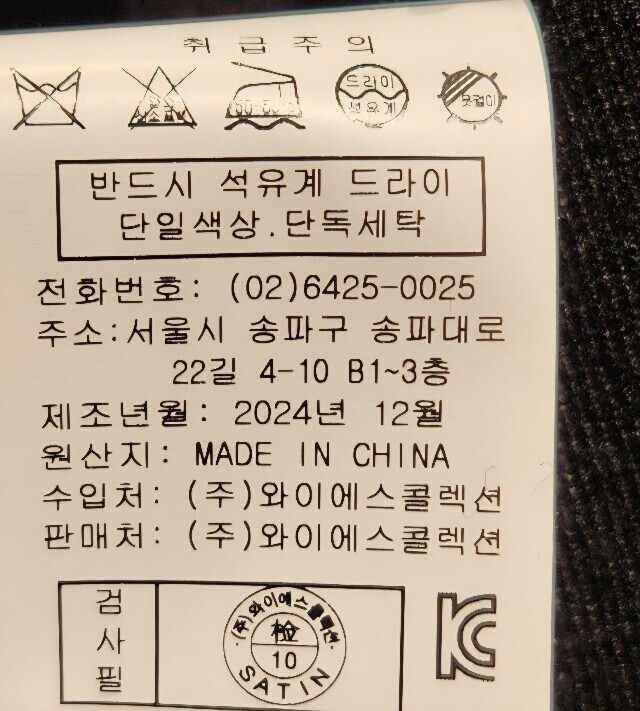 취급주의
드라이
석유계
옷걸이
반드시 석유계 드라이
단일색상.단독세탁
전화번호: (02)6425-0025
주소:서울시 송파구 송파대로
22길 4-10 B1~3층
제조년월: 2024년 12월
원산지: MADE IN CHINA
수입처: (주)와이에스콜렉션
판매처: (주)와이에스콜렉션
검사필
(주)와이에스콜렉션
検
10
SATIN
KC